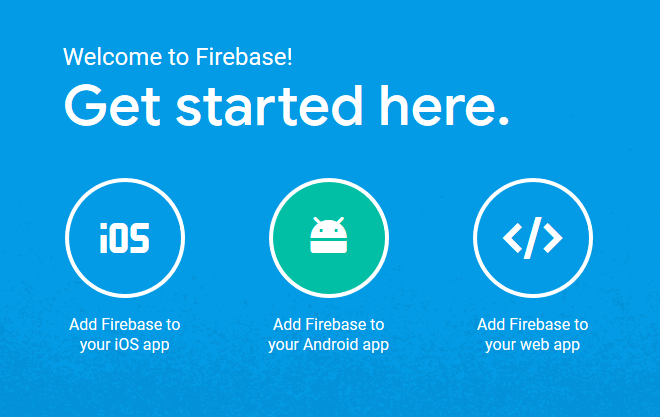 Welcome to Firebase!
Get started here.
iOS
</>
Add Firebase to
your iOS app
Add Firebase to
your Android app
Add Firebase to
your web app